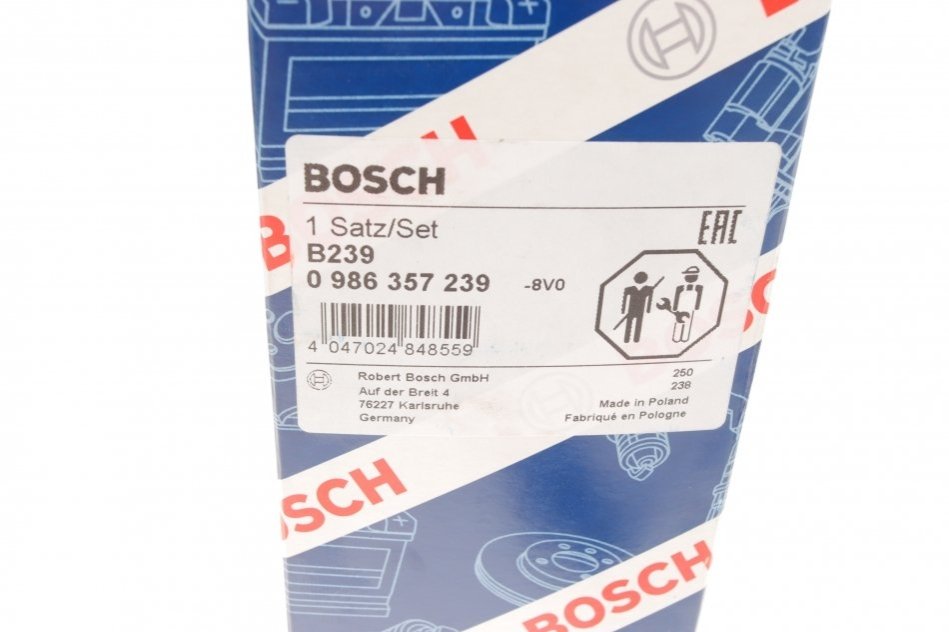 BOSCH
BOSCH
1 Satz/Set
EAC
B239
0 986 357 239 -8V0
BOSCH
4 047024 848559
Robert Bosch GmbH
Auf der Breit 4
76227 Karlsruhe
Germany
250
238
Made in Poland
Fabriqué en Pologne
BOSCH
BOSCH